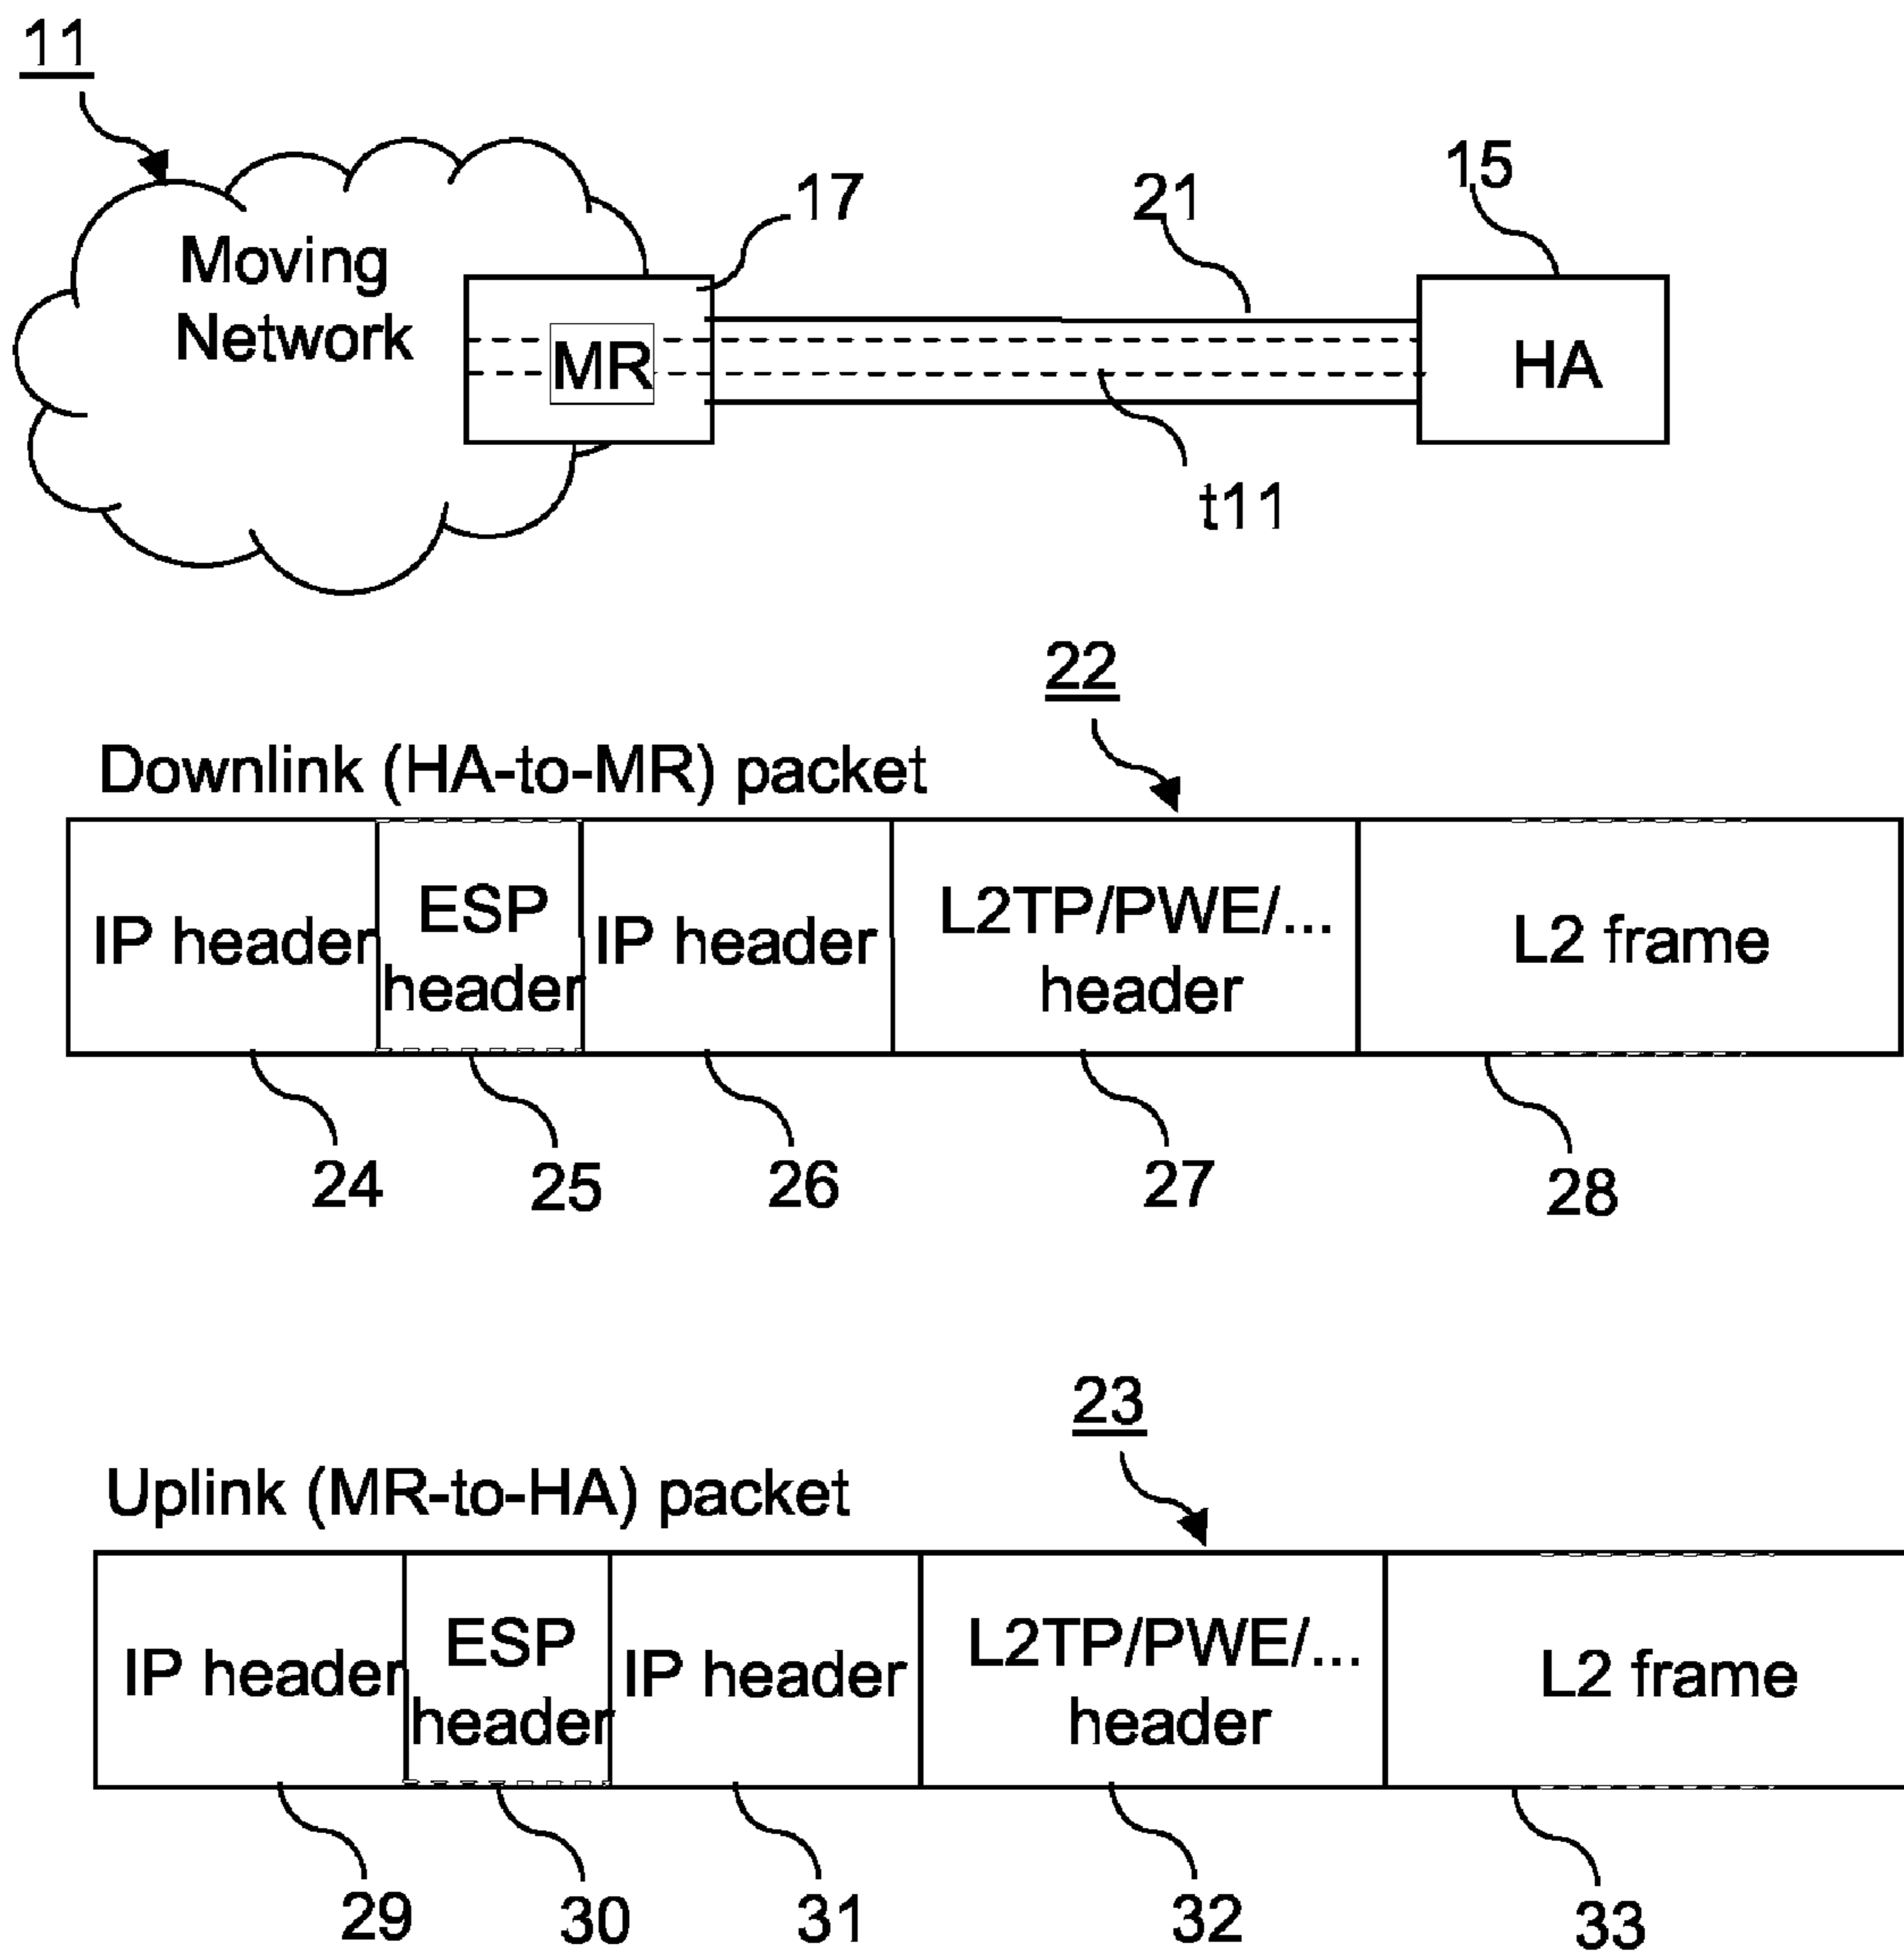 11
15
17
21
Moving
Network
MR
HA
t11
22
Downlink (HA-to-MR) packet
IP header
ESP
header
IP header
L2TP/PWE/...
header
L2 frame
24
25
26
27
28
23
Uplink (MR-to-HA) packet
IP header
ESP
header
IP header
L2TP/PWE/...
header
L2 frame
29
30
31
32
33